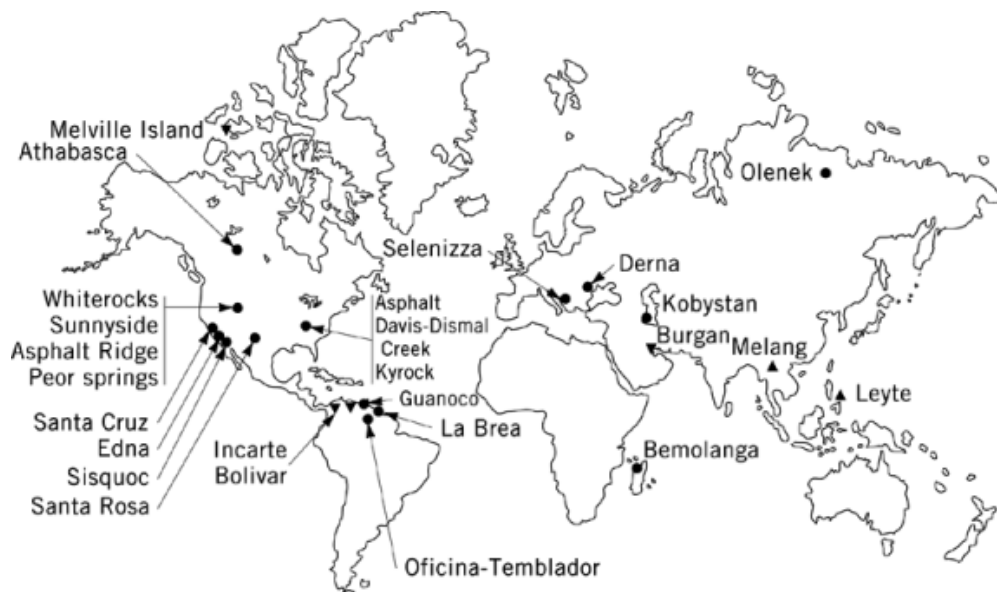 Melville Island
Athabasca
Olenek
Selenizza
Derna
Whiterocks
Sunnyside
Asphalt Ridge
Peor springs
Asphalt
Davis-Dismal
Creek
Kyrock
Kobystan
Burgan
Melang
Leyte
Santa Cruz
Edna
Sisquoc
Santa Rosa
Guanoco
La Brea
Incarte
Bolivar
Bemolanga
Oficina-Temblador